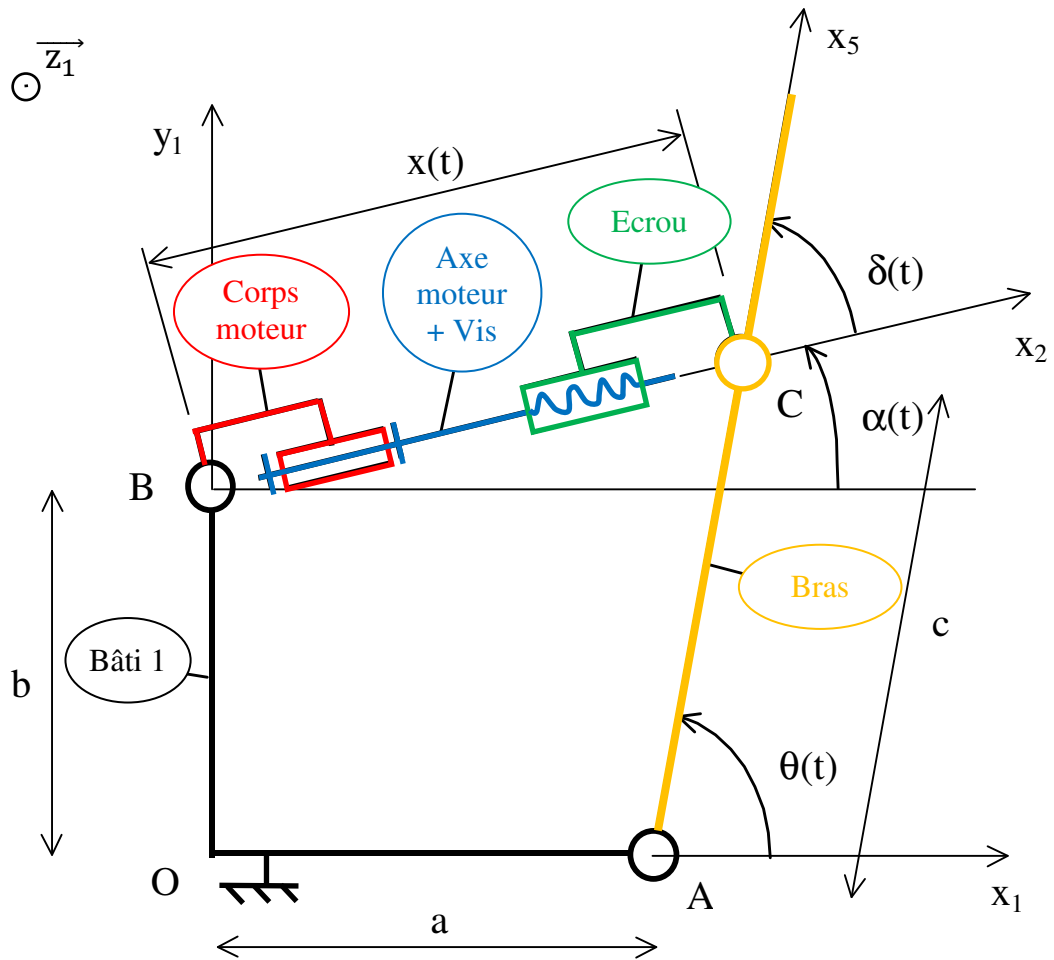 z₁
x₅
y₁
x(t)
Ecrou
Axe
moteur
+ Vis
Corps
moteur
δ(t)
x₂
C
α(t)
B
Bras
c
Bâti 1
b
θ(t)
O
A
x₁
a